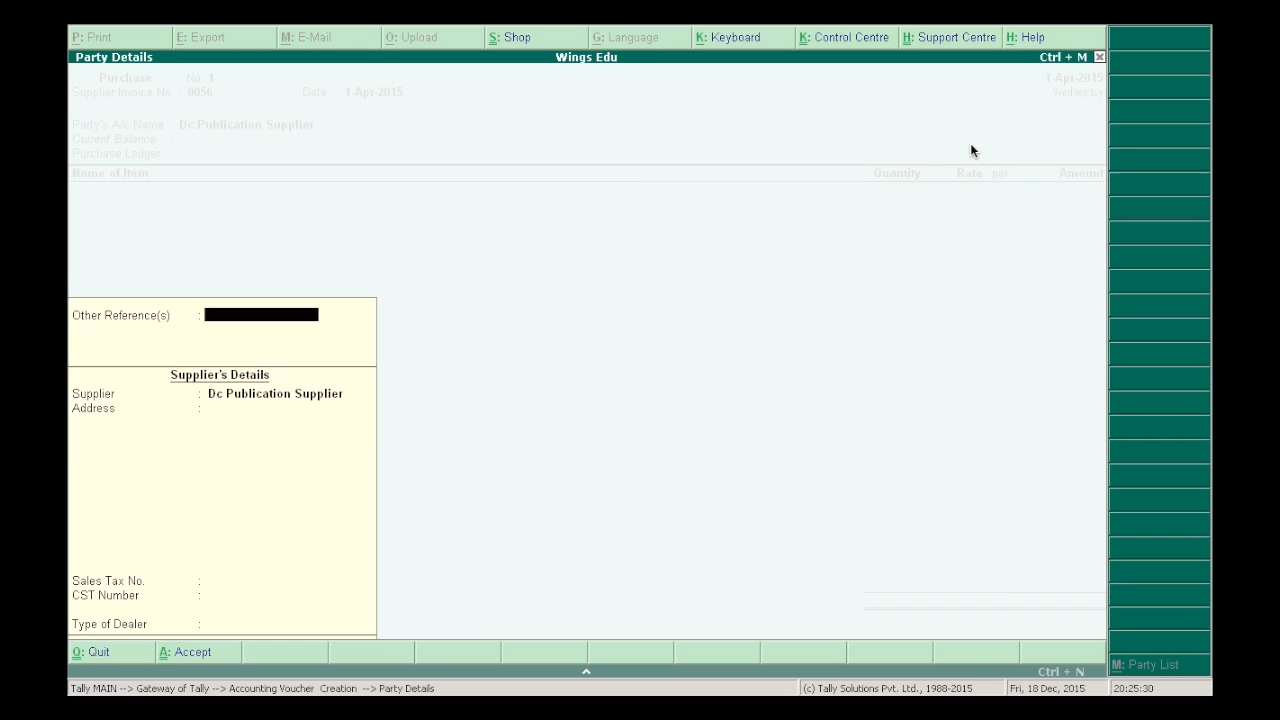 P: Print E: Export M: E-Mail O: Upload S: Shop G: Language K: Keyboard K: Control Centre H: Support Centre H: Help
Party Details Wings Edu Ctrl + M
Purchase No. 1 1-Apr-2015
Supplier Invoice No. : 0056 Date : 1-Apr-2015 Wednesday
Party's A/c Name : Dc Publication Supplier
Current Balance :
Purchase Ledger
Name of Item Quantity Rate per Amount
Other Reference(s) :
Supplier's Details
Supplier : Dc Publication Supplier
Address :
Sales Tax No. :
CST Number :
Type of Dealer :
Q: Quit A: Accept
M: Party List
Ctrl + N
Tally MAIN --> Gateway of Tally --> Accounting Voucher Creation --> Party Details (c) Tally Solutions Pvt. Ltd., 1988-2015 Fri, 18 Dec, 2015 20:25:30